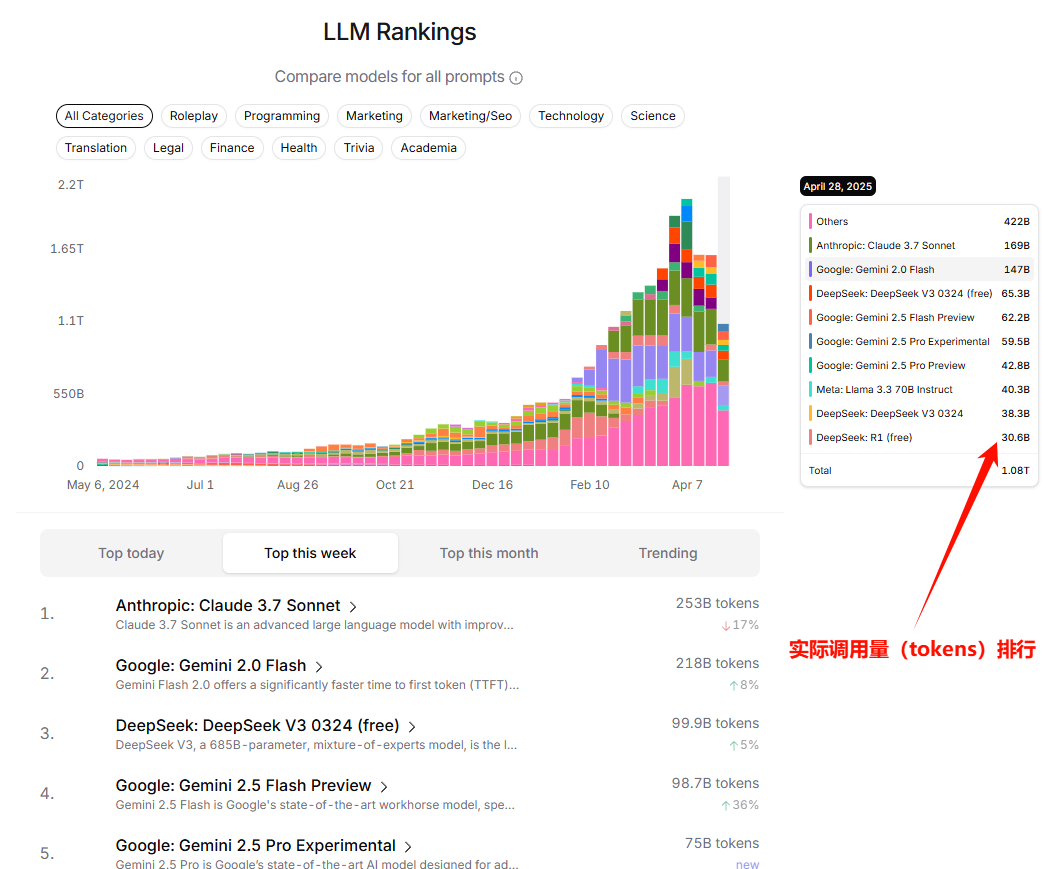 LLM Rankings
Compare models for all prompts
All Categories Roleplay Programming Marketing Marketing/Seo Technology Science
Translation Legal Finance Health Trivia Academia
2.2T
1.65T
1.1T
550B
0
May 6, 2024 Jul 1 Aug 26 Oct 21 Dec 16 Feb 10 Apr 7
April 28, 2025
Others 422B
Anthropic: Claude 3.7 Sonnet 169B
Google: Gemini 2.0 Flash 147B
DeepSeek: DeepSeek V3 0324 (free) 65.3B
Google: Gemini 2.5 Flash Preview 62.2B
Google: Gemini 2.5 Pro Experimental 59.5B
Google: Gemini 2.5 Pro Preview 42.8B
Meta: Llama 3.3 70B Instruct 40.3B
DeepSeek: DeepSeek V3 0324 38.3B
DeepSeek: R1 (free) 30.6B
Total 1.08T
实际调用量（tokens）排行
Top today Top this week Top this month Trending
1. Anthropic: Claude 3.7 Sonnet 253B tokens
Claude 3.7 Sonnet is an advanced large language model with improv... ↓17%
2. Google: Gemini 2.0 Flash 218B tokens
Gemini Flash 2.0 offers a significantly faster time to first token (TTFT)... ↑8%
3. DeepSeek: DeepSeek V3 0324 (free) 99.9B tokens
DeepSeek V3, a 685B-parameter, mixture-of-experts model, is the l... ↑5%
4. Google: Gemini 2.5 Flash Preview 98.7B tokens
Gemini 2.5 Flash is Google's state-of-the-art workhorse model, spe... ↑36%
5. Google: Gemini 2.5 Pro Experimental 75B tokens
Gemini 2.5 Pro is Google's state-of-the-art AI model designed for ad... new